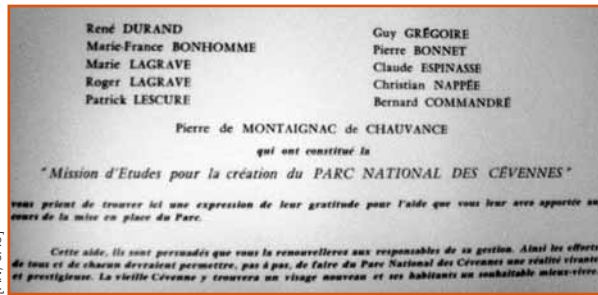 René DURAND
Marie-France BONHOMME
Marie LAGRAVE
Roger LAGRAVE
Patrick LESCURE
Guy GRÉGOIRE
Pierre BONNET
Claude ESPINASSE
Christian NAPPÉE
Bernard COMMANDRÉ
Pierre de MONTAIGNAC de CHAUVANCE
qui ont constitué la
"Mission d'Etudes pour la création du PARC NATIONAL DES CÉVENNES"
vous prient de trouver ici une expression de leur gratitude pour l'aide que vous leur avez apportée au
cours de la mise en place du Parc.
Cette aide, ils sont persuadés que vous la renouvellerez aux responsables de sa gestion. Ainsi les efforts
de tous et de chacun devraient permettre, pas à pas, de faire du Parc National des Cévennes une réalité vivante
et prestigieuse. La vieille Cévenne y trouvera un visage nouveau et ses habitants un souhaitable mieux-vivre.